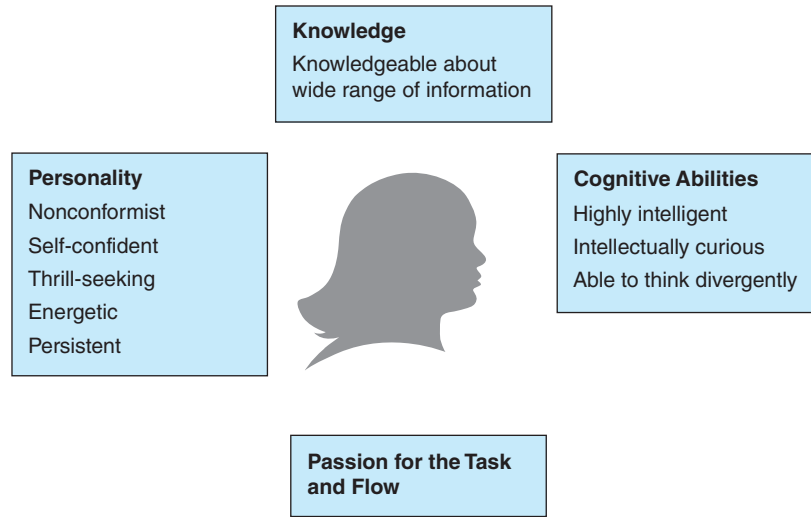 Knowledge
Knowledgeable about
wide range of information
Personality
Nonconformist
Self-confident
Thrill-seeking
Energetic
Persistent
Cognitive Abilities
Highly intelligent
Intellectually curious
Able to think divergently
Passion for the Task
and Flow